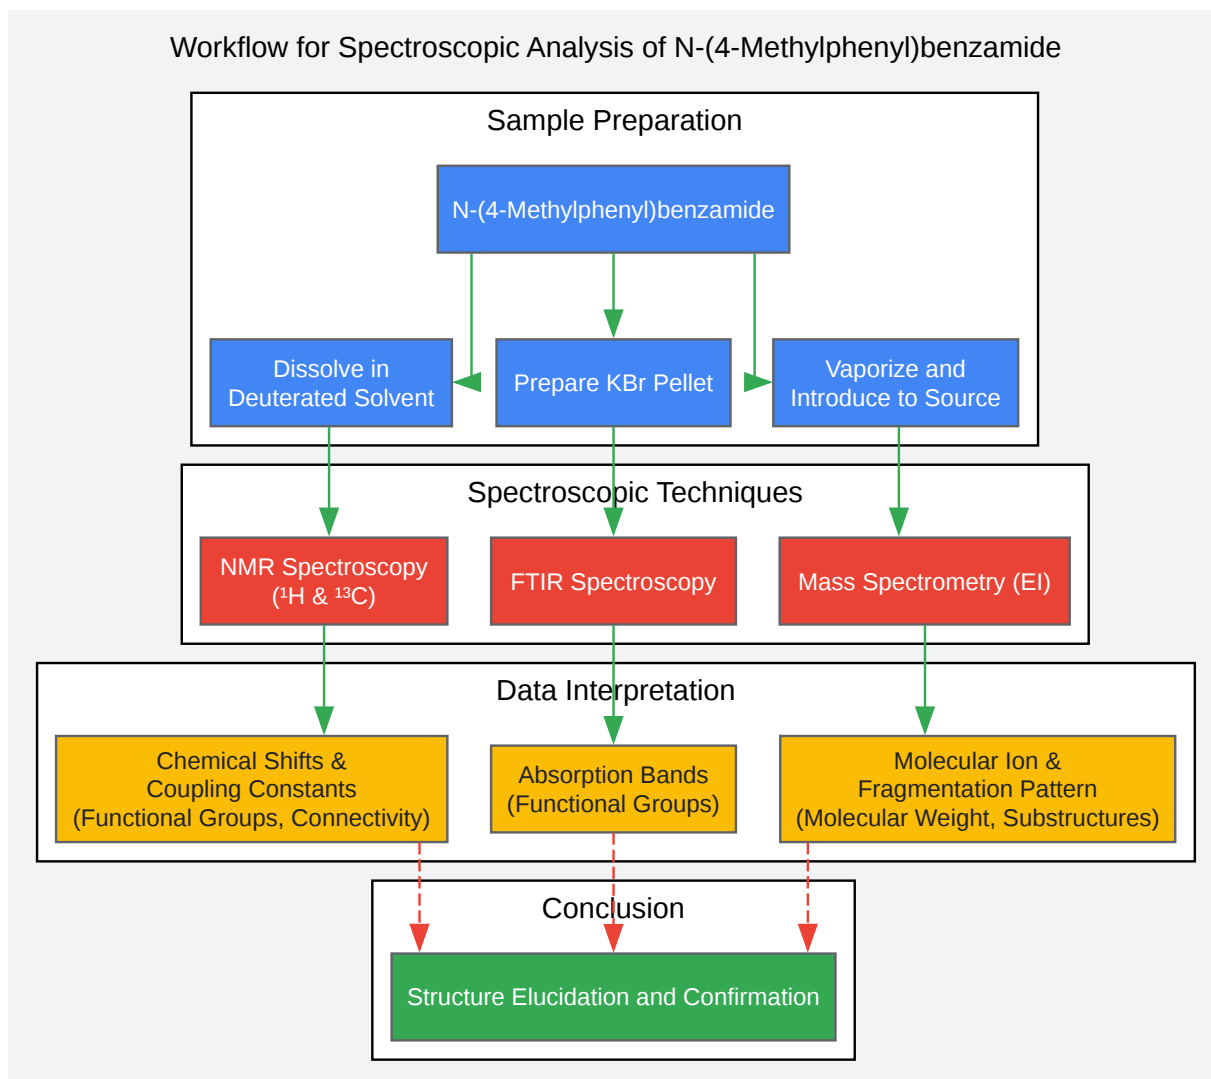 Workflow for Spectroscopic Analysis of N-(4-Methylphenyl)benzamide
Sample Preparation
N-(4-Methylphenyl)benzamide
Dissolve in
Deuterated Solvent
Prepare KBr Pellet
Vaporize and
Introduce to Source
Spectroscopic Techniques
NMR Spectroscopy
(¹H & ¹³C)
FTIR Spectroscopy
Mass Spectrometry (EI)
Data Interpretation
Chemical Shifts &
Coupling Constants
(Functional Groups, Connectivity)
Absorption Bands
(Functional Groups)
Molecular Ion &
Fragmentation Pattern
(Molecular Weight, Substructures)
Conclusion
Structure Elucidation and Confirmation